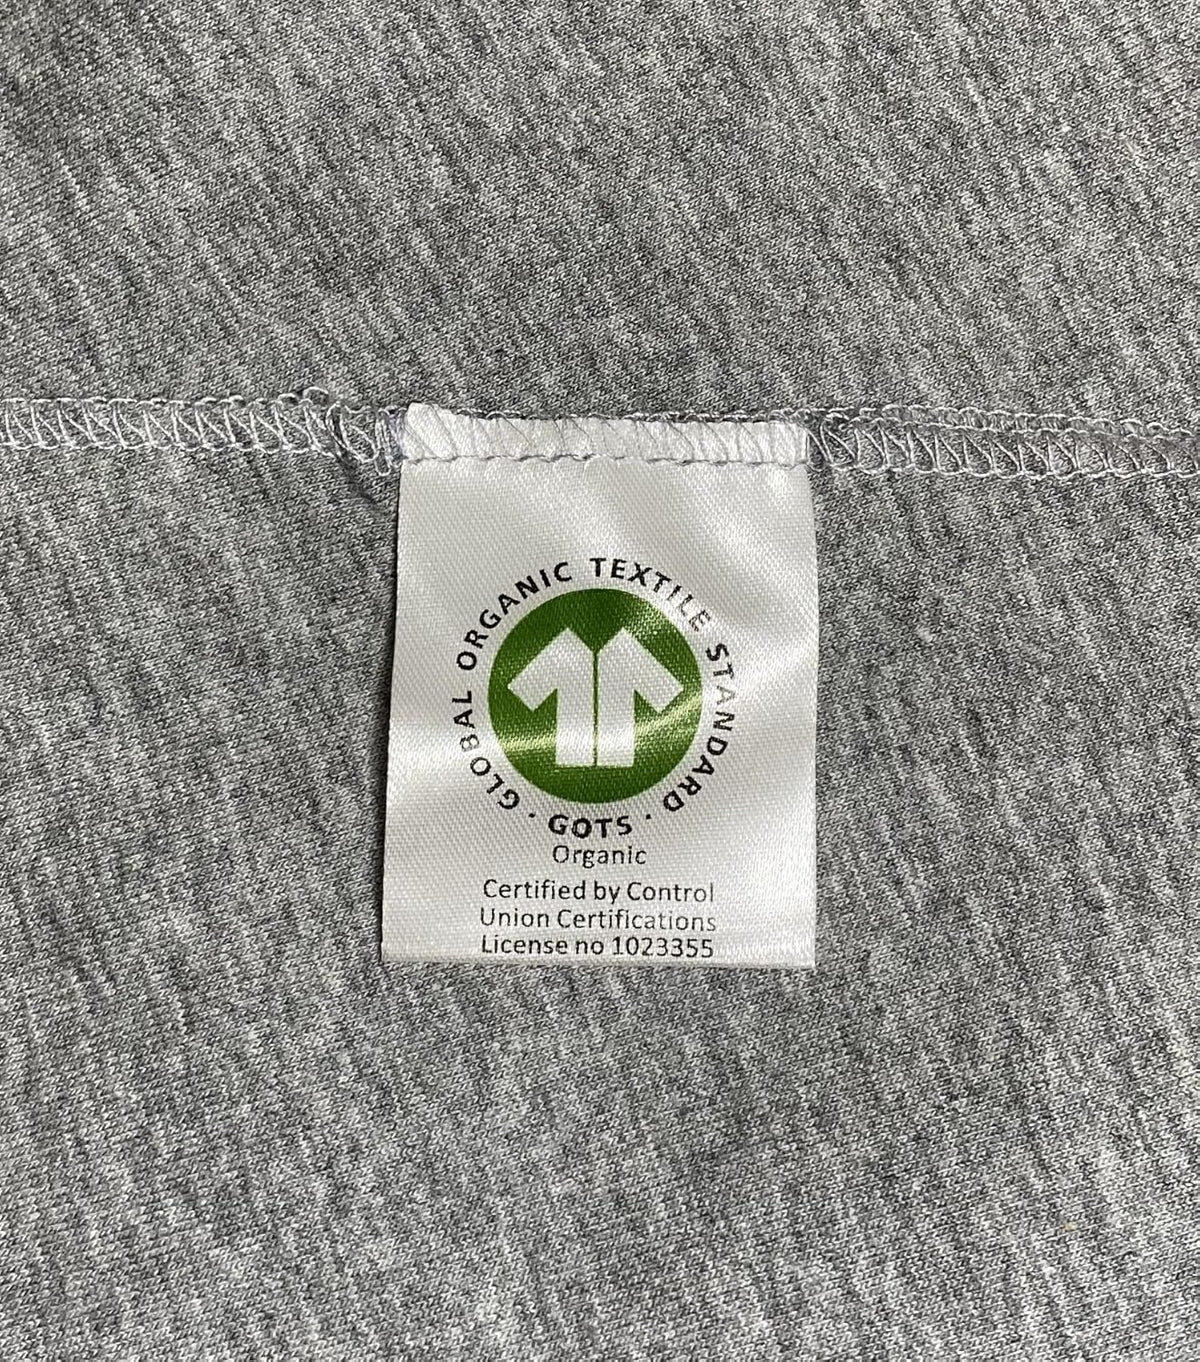 GLOBAL ORGANIC TEXTILE STANDARD
· GOTS ·
Organic
Certified by Control
Union Certifications
License no 1023355